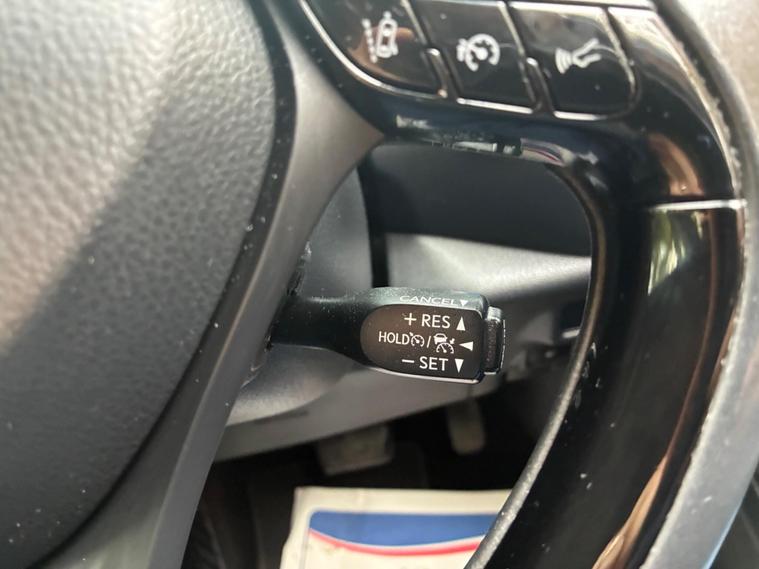 CANCEL▼
+ RES ▲
HOLD / ◄
− SET ▼